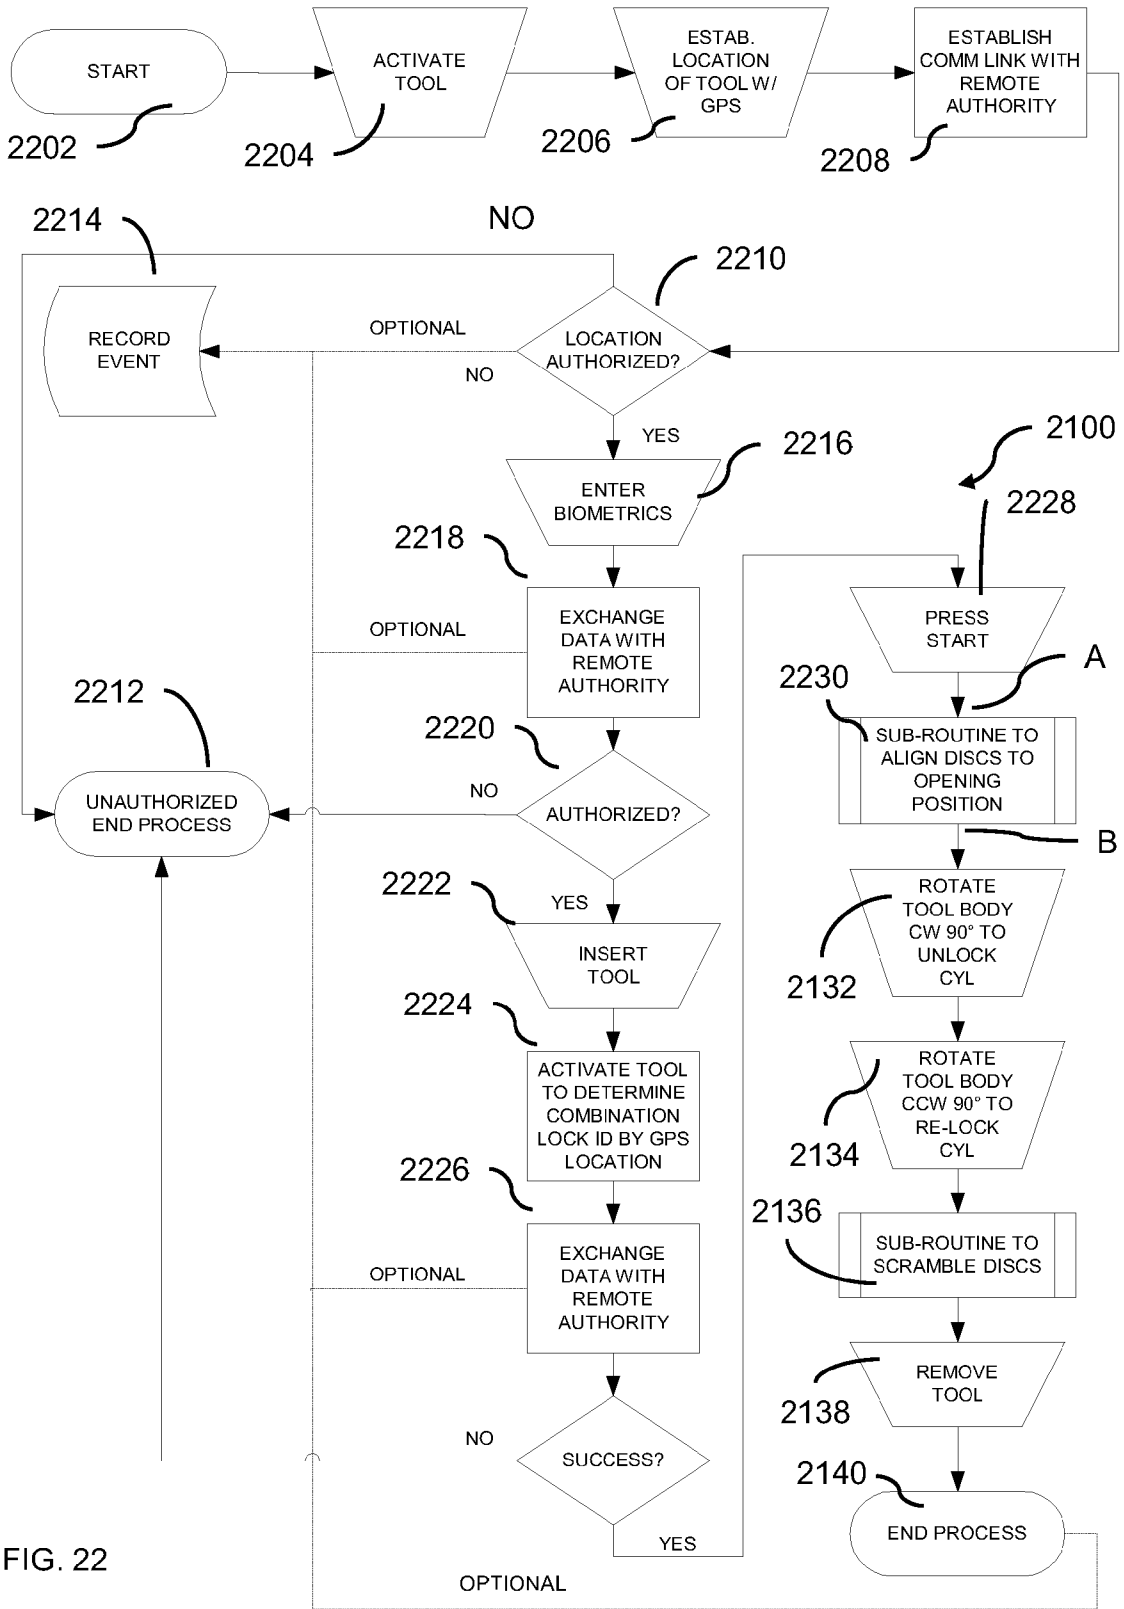 START
ACTIVATE
TOOL
ESTAB.
LOCATION
OF TOOL W/
GPS
ESTABLISH
COMM LINK WITH
REMOTE
AUTHORITY
2202
2204
2206
2208
2214
NO
2210
RECORD
EVENT
OPTIONAL
LOCATION
AUTHORIZED?
NO
YES
2216
ENTER
BIOMETRICS
2218
EXCHANGE
DATA WITH
REMOTE
AUTHORITY
OPTIONAL
2212
UNAUTHORIZED
END PROCESS
2220
NO
AUTHORIZED?
2222
YES
INSERT
TOOL
2224
ACTIVATE TOOL
TO DETERMINE
COMBINATION
LOCK ID BY GPS
LOCATION
2226
EXCHANGE
DATA WITH
REMOTE
AUTHORITY
OPTIONAL
NO
SUCCESS?
YES
2100
2228
PRESS
START
A
2230
SUB-ROUTINE TO
ALIGN DISCS TO
OPENING
POSITION
B
ROTATE
TOOL BODY
CW 90° TO
UNLOCK
CYL
2132
ROTATE
TOOL BODY
CCW 90° TO
RE-LOCK
CYL
2134
2136
SUB-ROUTINE TO
SCRAMBLE DISCS
REMOVE
TOOL
2138
2140
END PROCESS
OPTIONAL
FIG. 22